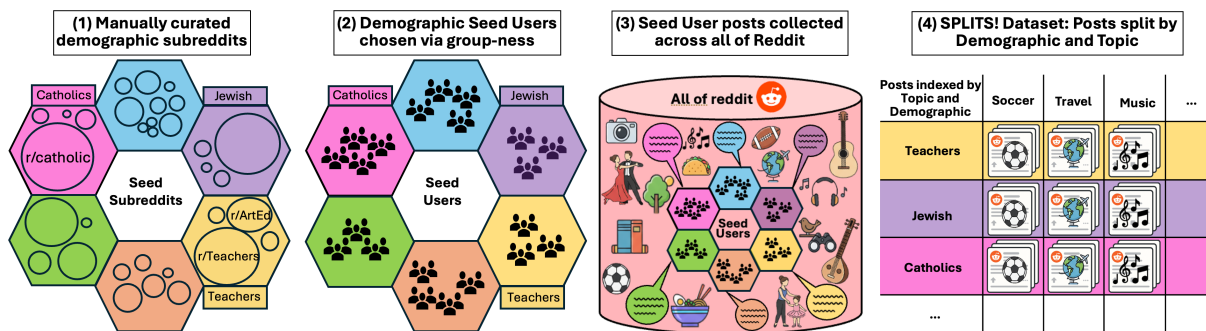 (1) Manually curated
demographic subreddits
Catholics
Jewish
r/catholic
Seed
Subreddits
r/ArtEd
r/Teachers
Teachers
(2) Demographic Seed Users
chosen via group-ness
Catholics
Jewish
Seed
Users
Teachers
(3) Seed User posts collected
across all of Reddit
All of reddit
Seed
Users
(4) SPLITS! Dataset: Posts split by
Demographic and Topic
Posts indexed by
Topic and
Demographic
Soccer
Travel
Music
...
Teachers
Jewish
Catholics
...